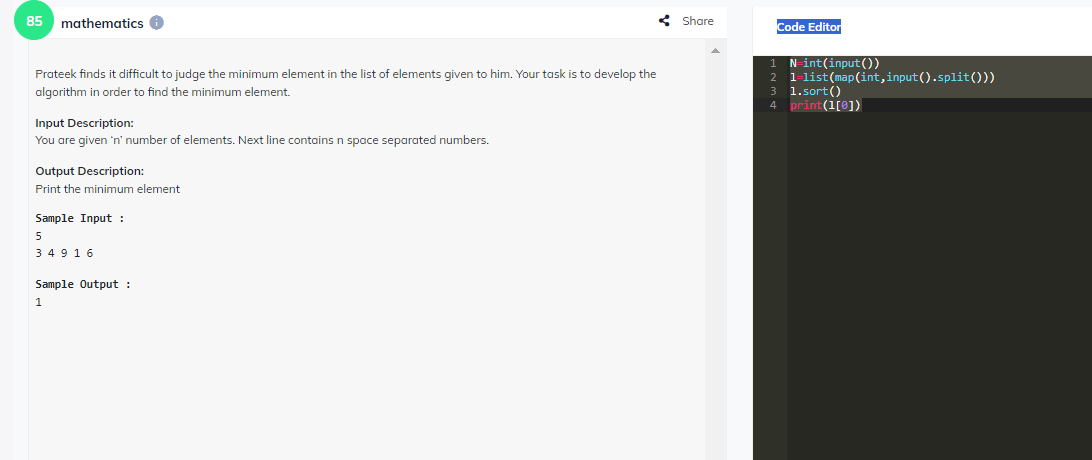 85
mathematics
Share
Prateek finds it difficult to judge the minimum element in the list of elements given to him. Your task is to develop the
algorithm in order to find the minimum element.
Input Description:
You are given ‘n’ number of elements. Next line contains n space separated numbers.
Output Description:
Print the minimum element
Sample Input :
5
3 4 9 1 6
Sample Output :
1
Code Editor
1 N=int(input())
2 l=list(map(int,input().split()))
3 l.sort()
4 print(l[0])